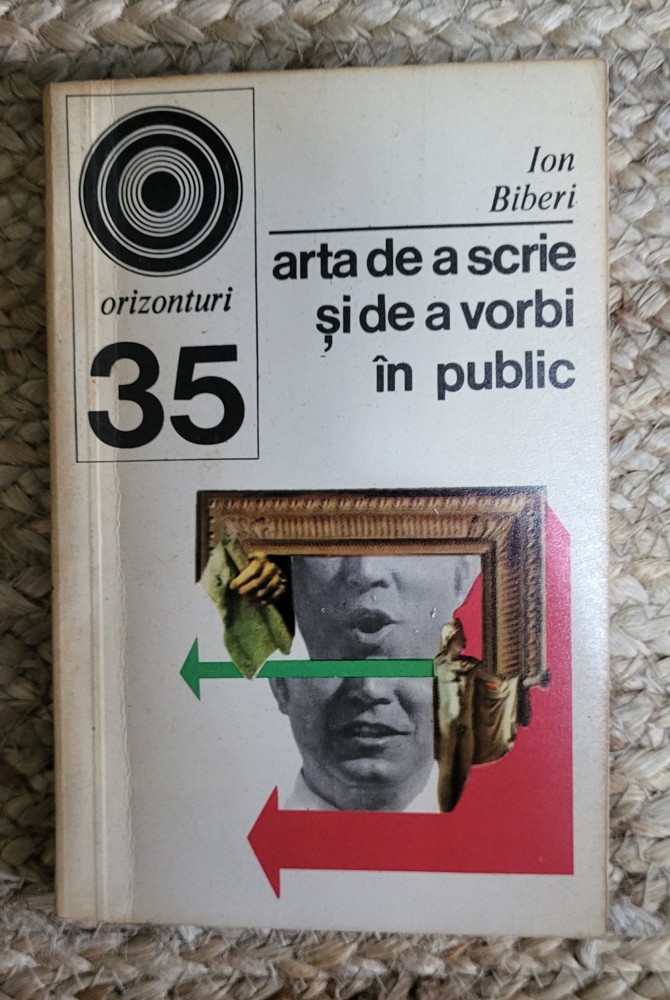 orizonturi
35
Ion
Biberi
arta de a scrie
și de a vorbi
în public